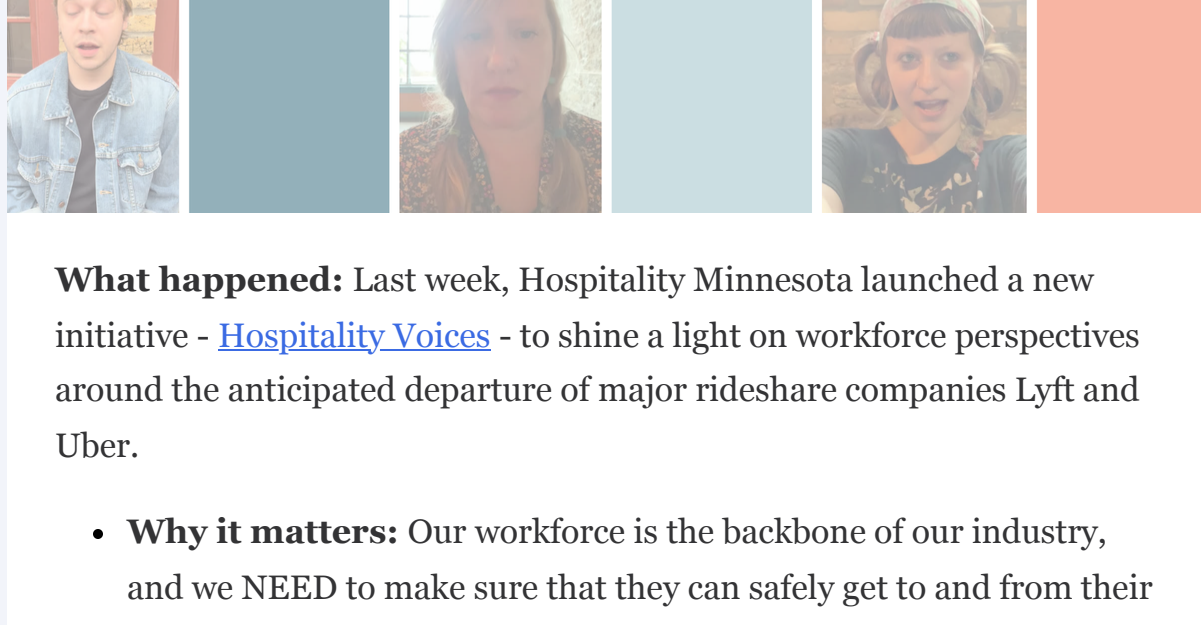 What happened: Last week, Hospitality Minnesota launched a new
initiative - Hospitality Voices - to shine a light on workforce perspectives
around the anticipated departure of major rideshare companies Lyft and
Uber.
• Why it matters: Our workforce is the backbone of our industry,
and we NEED to make sure that they can safely get to and from their